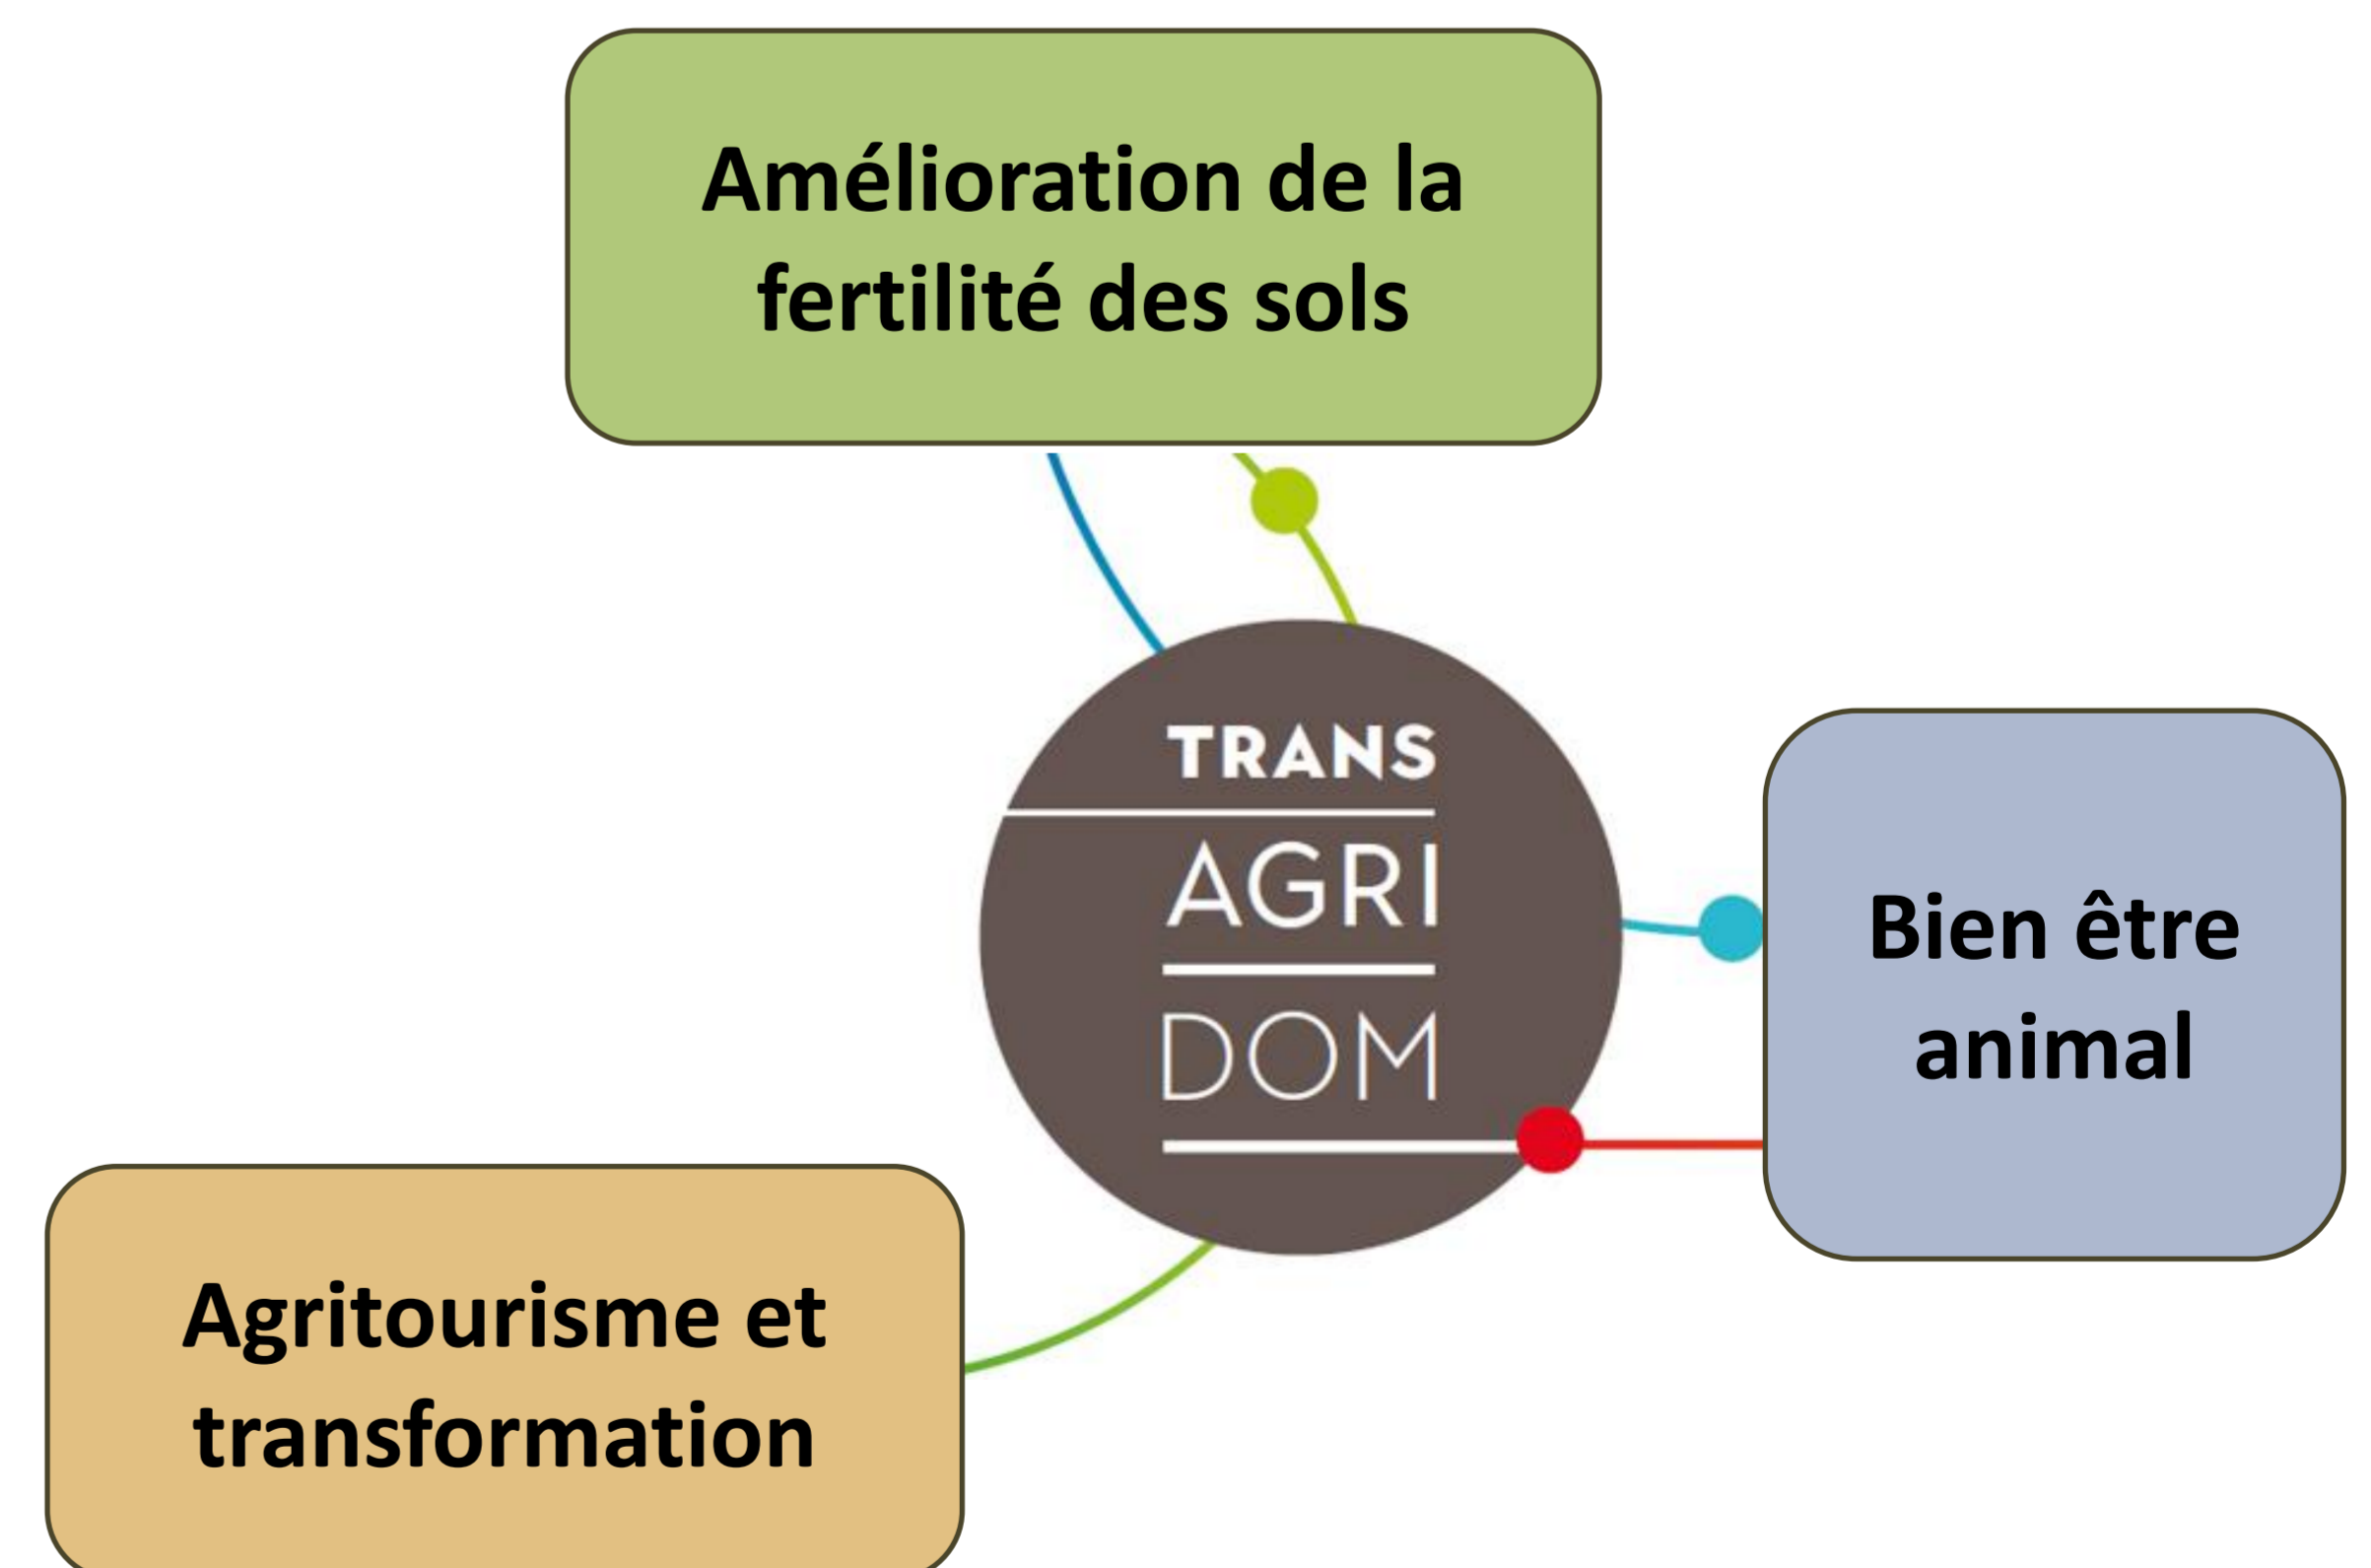 Amélioration de la
fertilité des sols
TRANS
AGRI
DOM
Bien être
animal
Agritourisme et
transformation